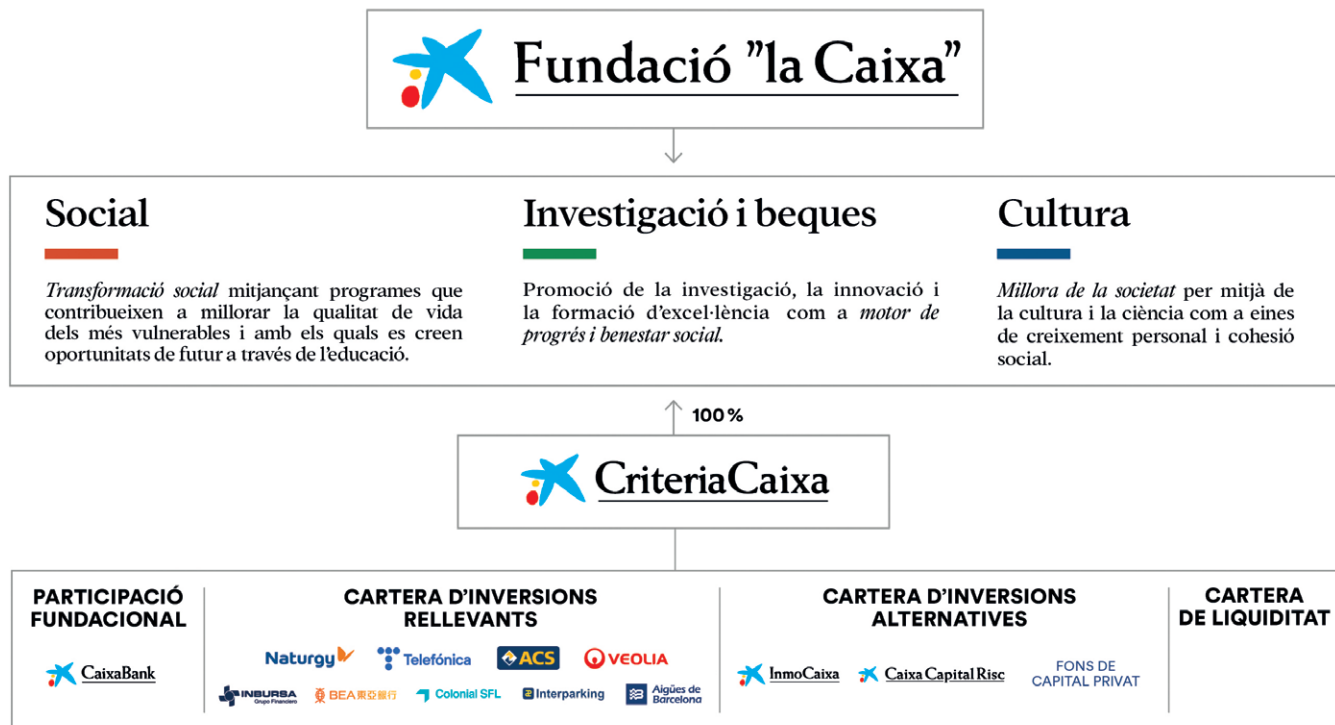 Fundació ”la Caixa”
Social
Transformació social mitjançant programes que
contribueixen a millorar la qualitat de vida
dels més vulnerables i amb els quals es creen
oportunitats de futur a través de l’educació.
Investigació i beques
Promoció de la investigació, la innovació i
la formació d’excel·lència com a motor de
progrés i benestar social.
Cultura
Millora de la societat per mitjà de
la cultura i la ciència com a eines
de creixement personal i cohesió
social.
100 %
CriteriaCaixa
PARTICIPACIÓ
FUNDACIONAL
CaixaBank
CARTERA D’INVERSIONS
RELLEVANTS
Naturgy
Telefónica
ACS
VEOLIA
INBURSA
Grupo Financiero
BEA東亞銀行
Colonial SFL
Interparking
Aigües de
Barcelona
CARTERA D’INVERSIONS
ALTERNATIVES
InmoCaixa
Caixa Capital Risc
FONS DE
CAPITAL PRIVAT
CARTERA
DE LIQUIDITAT